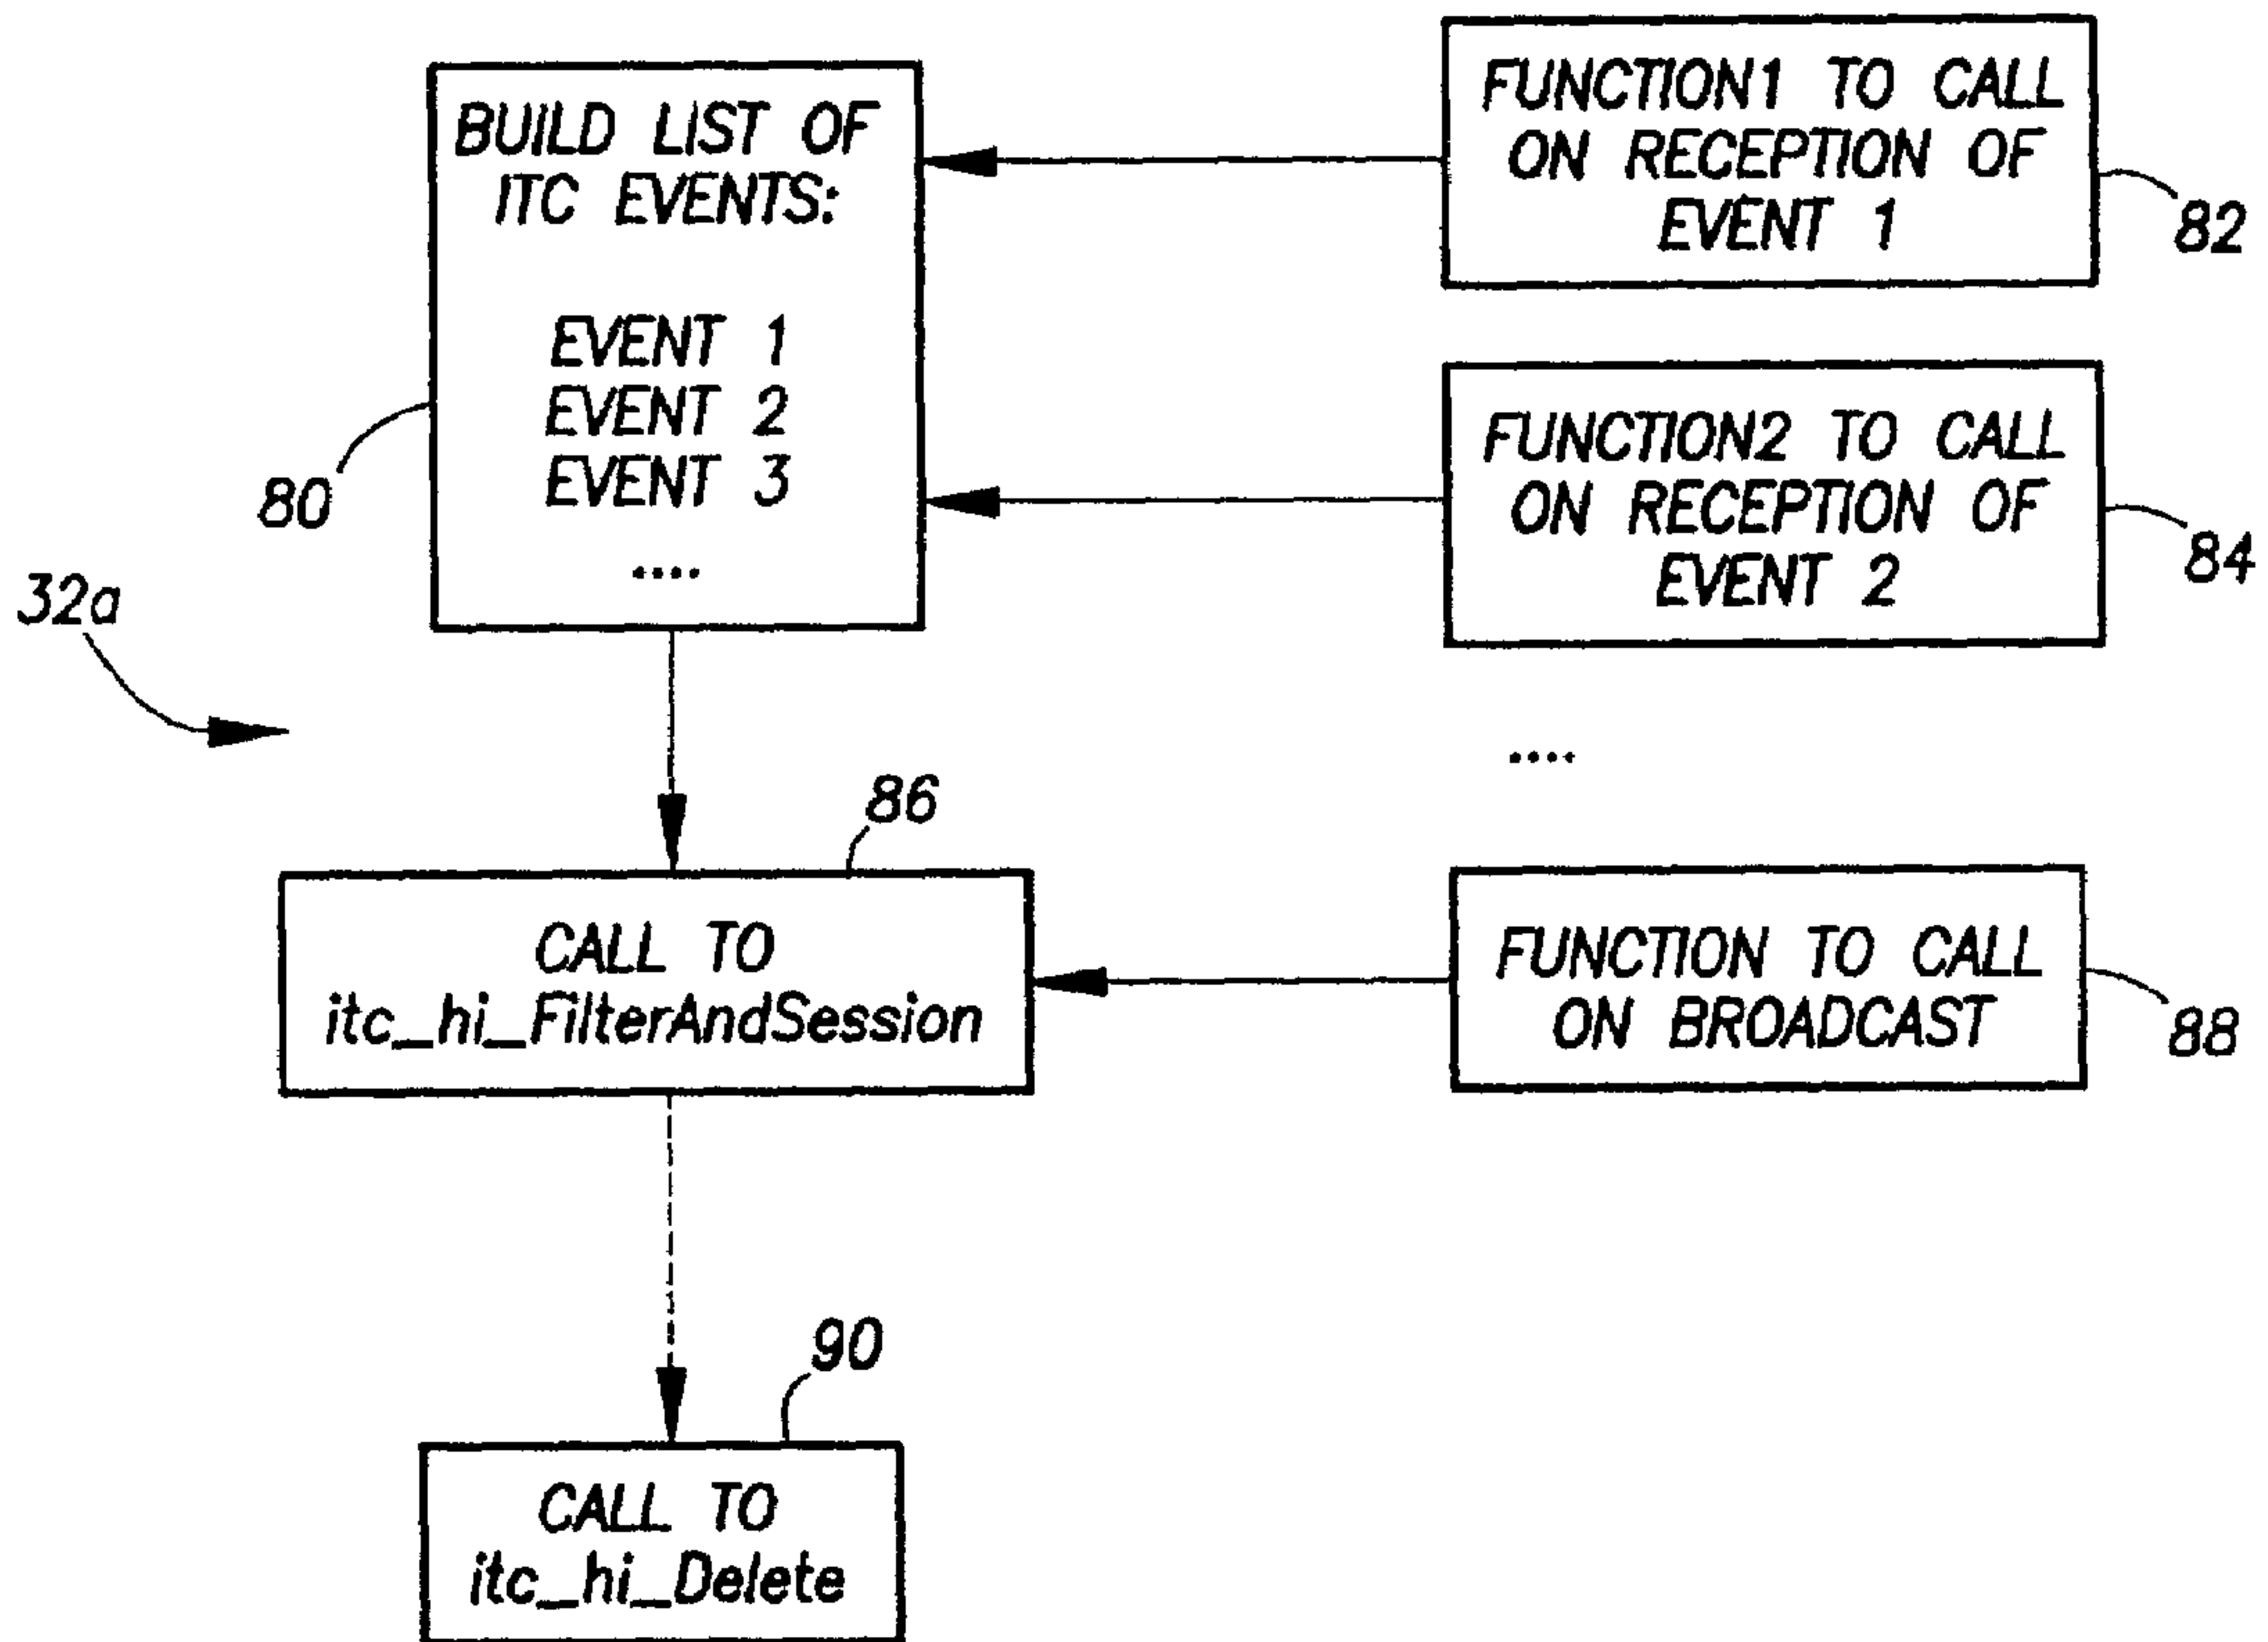 BUILD LIST OF
ITC EVENTS:
EVENT 1
EVENT 2
EVENT 3
....
80
FUNCTION1 TO CALL
ON RECEPTION OF
EVENT 1
82
FUNCTION2 TO CALL
ON RECEPTION OF
EVENT 2
84
32a
....
86
CALL TO
itc_hi_FilterAndSession
FUNCTION TO CALL
ON BROADCAST
88
90
CALL TO
itc_hi_Delete